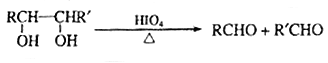 RCH—CHR′ HIO₄ RCHO + R′CHO
OH OH △